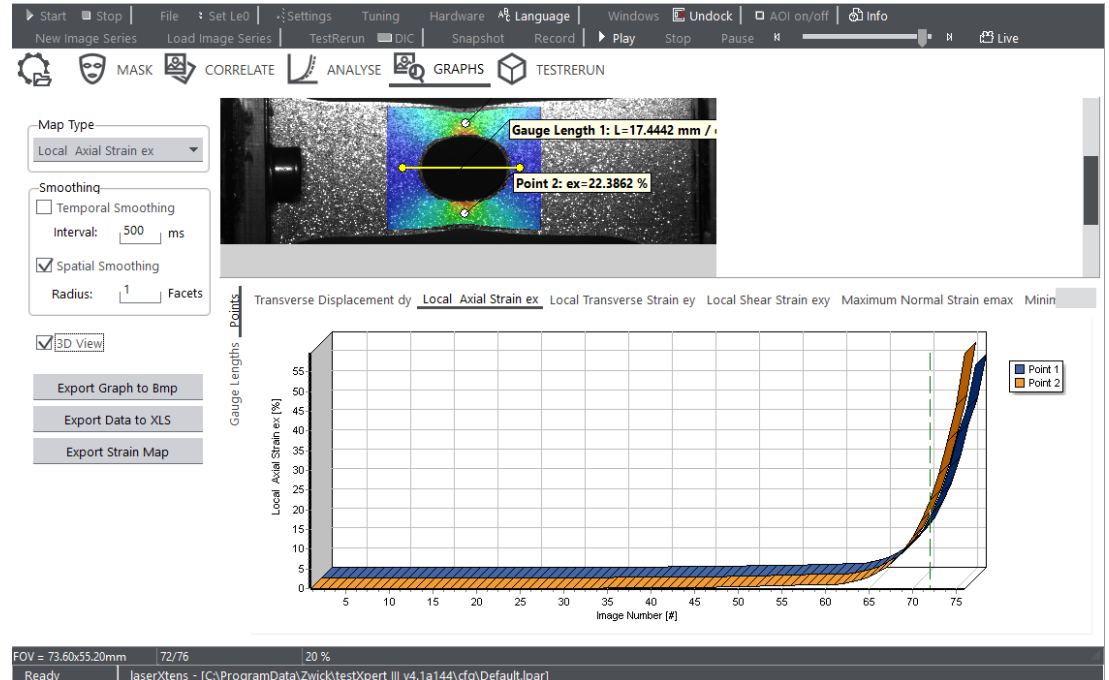 Start Stop File Set Le0 Settings Tuning Hardware Language Windows Undock AOI on/off Info
New Image Series Load Image Series TestRerun DIC Snapshot Record Play Stop Pause Live
MASK CORRELATE ANALYSE GRAPHS TESTRERUN
Map Type
Local Axial Strain ex
Smoothing
Temporal Smoothing
Interval: 500 ms
Spatial Smoothing
Radius: 1 Facets
3D View
Export Graph to Bmp
Export Data to XLS
Export Strain Map
Gauge Length 1: L=17.4442 mm /
Point 2: ex=22.3862 %
Points
Gauge Lengths
Transverse Displacement dy Local Axial Strain ex Local Transverse Strain ey Local Shear Strain exy Maximum Normal Strain emax
Local Axial Strain ex [%]
55
50
45
40
35
30
25
20
15
10
5
0
5 10 15 20 25 30 35 40 45 50 55 60 65 70 75
Image Number [#]
Point 1
Point 2
FOV = 73.60x55.20mm 72/76 20 %
Ready laserXtens - [C:\ProgramData\Zwick\testXpert III v4.1a144\cfg\Default.lpar]